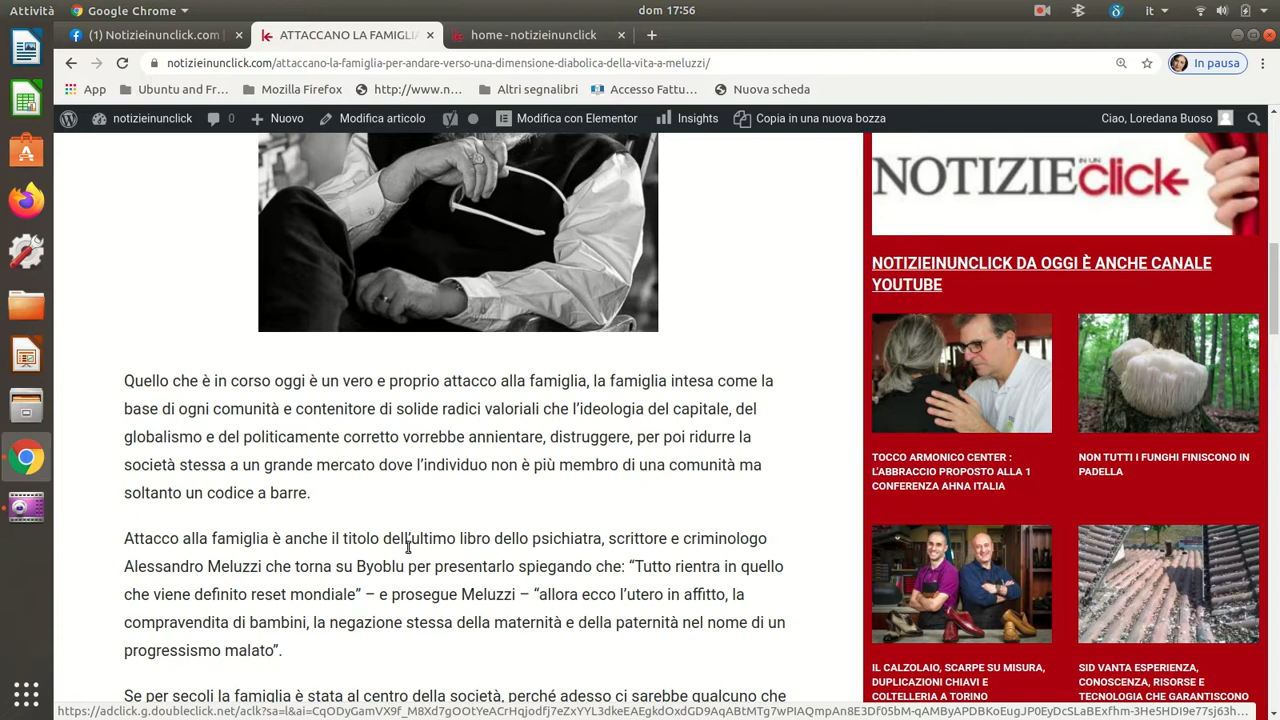 Attività
Google Chrome
dom 17:56
it
(1) Notizieinunclick.com
ATTACCANO LA FAMIGLIA
home - notizieinunclick
notizieinunclick.com/attaccano-la-famiglia-per-andare-verso-una-dimensione-diabolica-della-vita-a-meluzzi/
In pausa
App
Ubuntu and Fr...
Mozilla Firefox
http://www.n...
Altri segnalibri
Accesso Fattu...
Nuova scheda
notizieinunclick
0
Nuovo
Modifica articolo
Modifica con Elementor
Insights
Copia in una nuova bozza
Ciao, Loredana Buoso
NOTIZIE IN UN click
NOTIZIEINUNCLICK DA OGGI È ANCHE CANALE
YOUTUBE
Quello che è in corso oggi è un vero e proprio attacco alla famiglia, la famiglia intesa come la
base di ogni comunità e contenitore di solide radici valoriali che l’ideologia del capitale, del
globalismo e del politicamente corretto vorrebbe annientare, distruggere, per poi ridurre la
società stessa a un grande mercato dove l’individuo non è più membro di una comunità ma
soltanto un codice a barre.
Attacco alla famiglia è anche il titolo dell’ultimo libro dello psichiatra, scrittore e criminologo
Alessandro Meluzzi che torna su Byoblu per presentarlo spiegando che: “Tutto rientra in quello
che viene definito reset mondiale” – e prosegue Meluzzi – “allora ecco l’utero in affitto, la
compravendita di bambini, la negazione stessa della maternità e della paternità nel nome di un
progressismo malato”.
Se per secoli la famiglia è stata al centro della società, perché adesso ci sarebbe qualcuno che
TOCCO ARMONICO CENTER :
L’ABBRACCIO PROPOSTO ALLA 1
CONFERENZA AHNA ITALIA
NON TUTTI I FUNGHI FINISCONO IN
PADELLA
IL CALZOLAIO, SCARPE SU MISURA,
DUPLICAZIONI CHIAVI E
COLTELLERIA A TORINO
SID VANTA ESPERIENZA,
CONOSCENZA, RISORSE E
TECNOLOGIA CHE GARANTISCONO